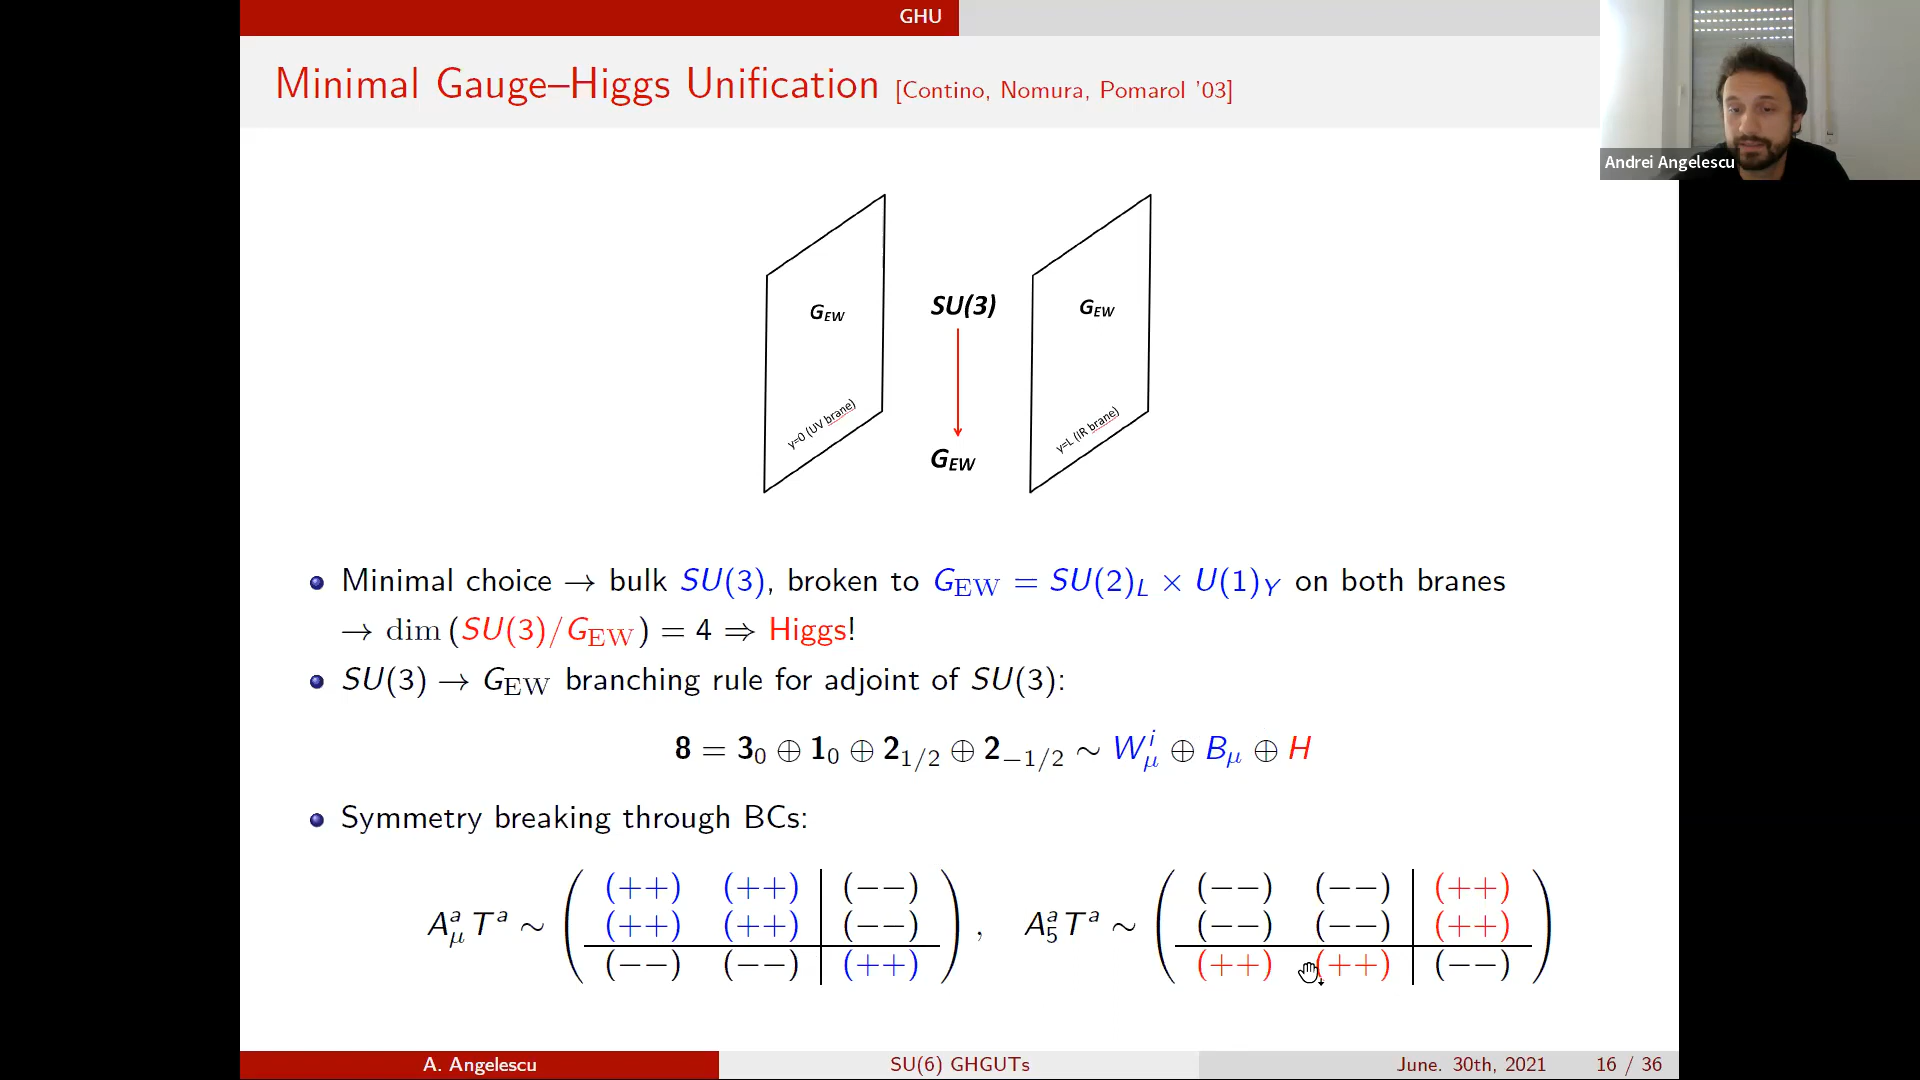 GHU
Minimal Gauge–Higgs Unification [Contino, Nomura, Pomarol '03]
Andrei Angelescu
G_EW
SU(3)
G_EW
y=0 (UV brane)
y=L (IR brane)
G_EW
Minimal choice → bulk SU(3), broken to G_EW = SU(2)_L × U(1)_Y on both branes
→ dim (SU(3)/G_EW) = 4 ⇒ Higgs!
SU(3) → G_EW branching rule for adjoint of SU(3):
8 = 3_0 ⊕ 1_0 ⊕ 2_{1/2} ⊕ 2_{−1/2} ∼ W^i_μ ⊕ B_μ ⊕ H
Symmetry breaking through BCs:
(++) (++) (−−) (−−) (−−) (++)
A^a_μ T^a ∼ (++) (++) (−−) , A^a_5 T^a ∼ (−−) (−−) (++)
(−−) (−−) (++) (++) (++) (−−)
A. Angelescu SU(6) GHGUTs June. 30th, 2021 16 / 36